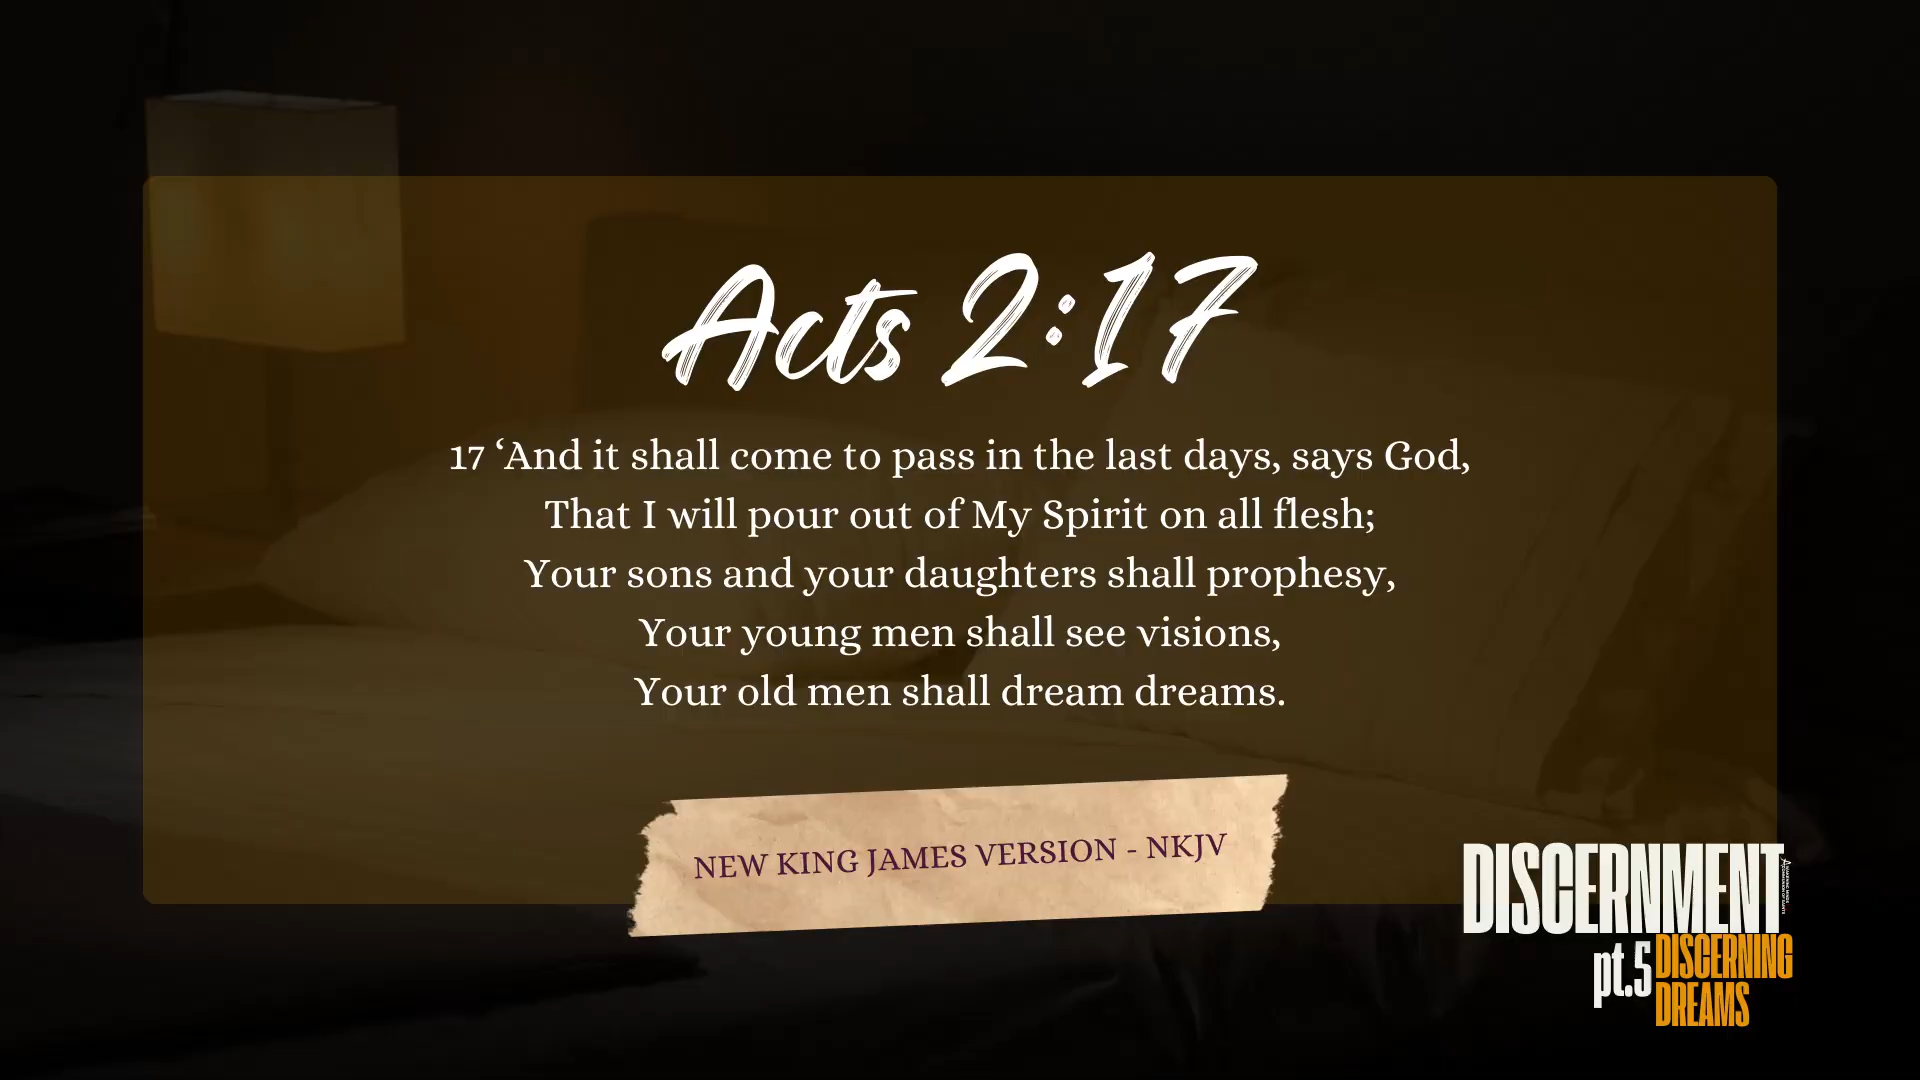 Acts 2:17
17 ‘And it shall come to pass in the last days, says God,
That I will pour out of My Spirit on all flesh;
Your sons and your daughters shall prophesy,
Your young men shall see visions,
Your old men shall dream dreams.
NEW KING JAMES VERSION - NKJV
DISCERNMENT
pt.5 DISCERNING
DREAMS